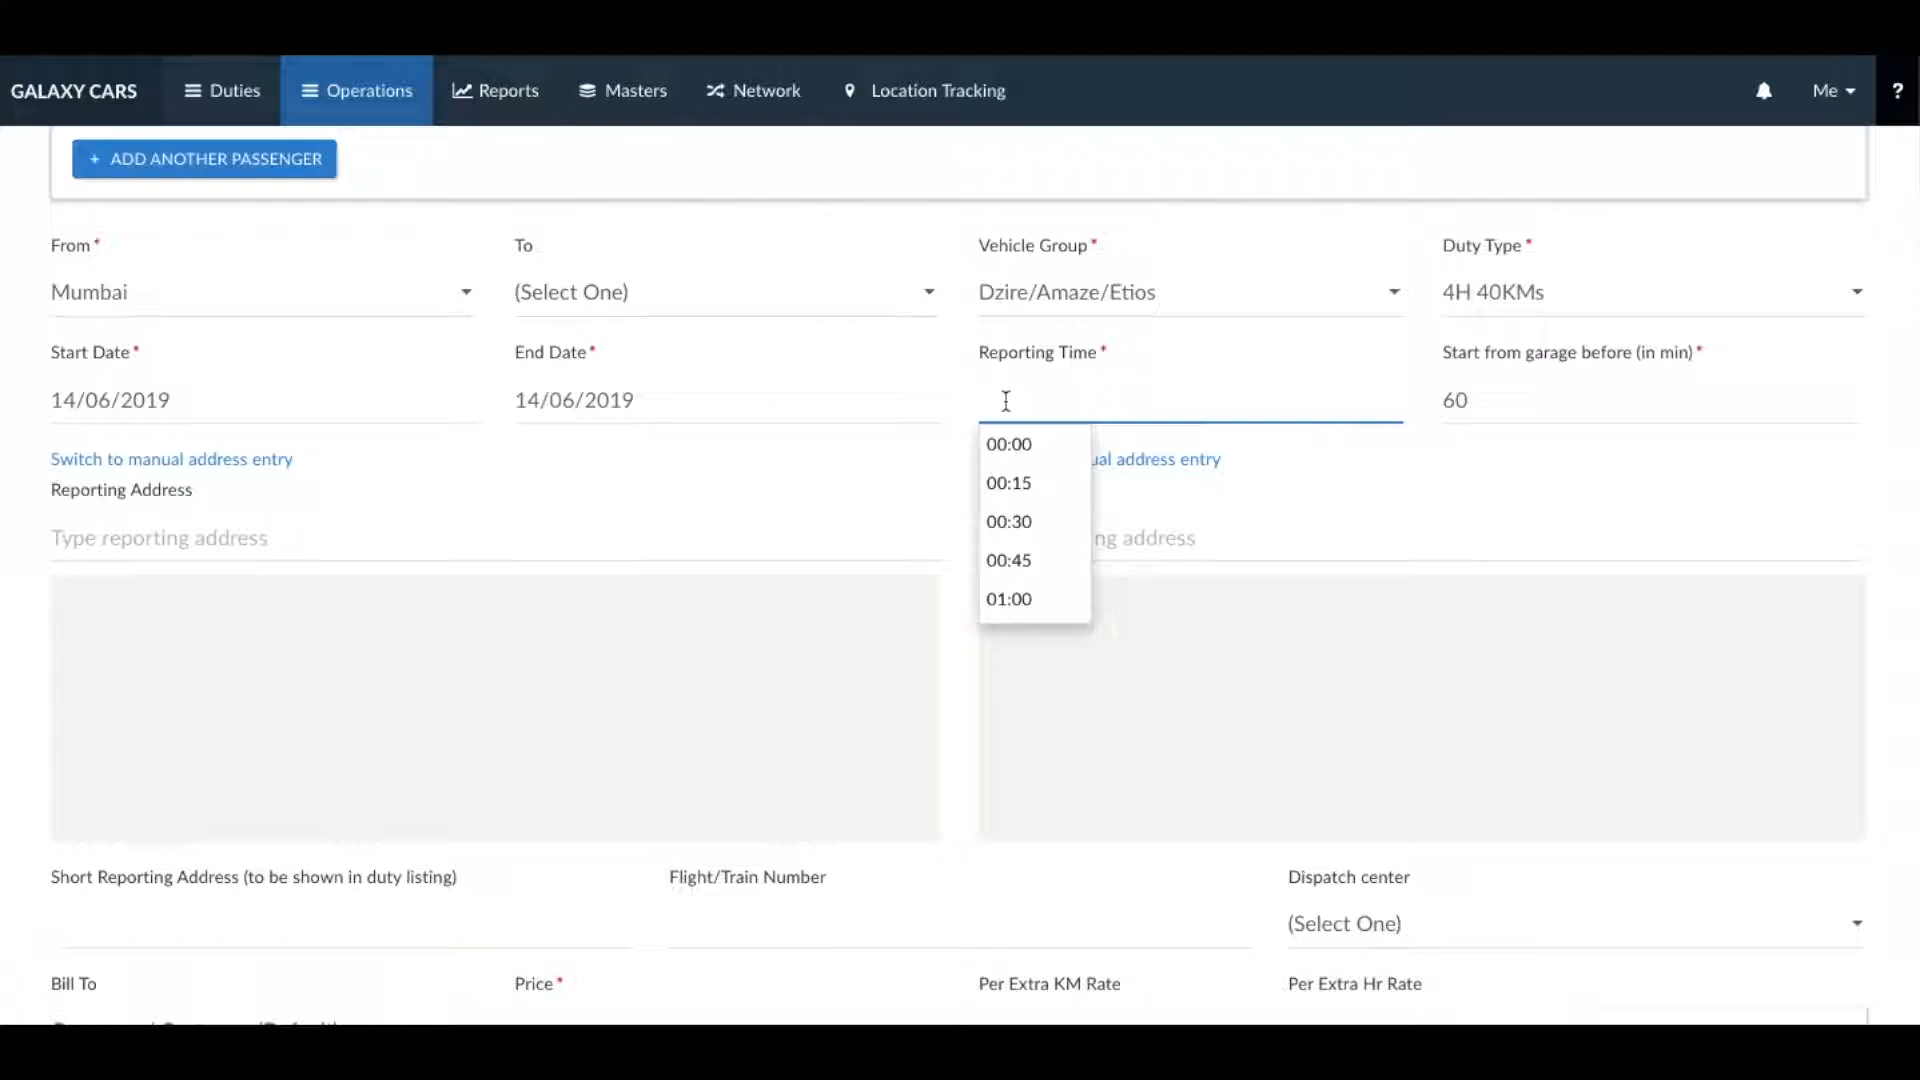 GALAXY CARS Duties Operations Reports Masters Network Location Tracking Me ?
+ ADD ANOTHER PASSENGER
From * To Vehicle Group * Duty Type *
Mumbai (Select One) Dzire/Amaze/Etios 4H 40KMs
Start Date * End Date * Reporting Time * Start from garage before (in min) *
14/06/2019 14/06/2019 60
00:00
Switch to manual address entry ual address entry
00:15
Reporting Address
00:30
Type reporting address ng address
00:45
01:00
Short Reporting Address (to be shown in duty listing) Flight/Train Number Dispatch center
(Select One)
Bill To Price * Per Extra KM Rate Per Extra Hr Rate